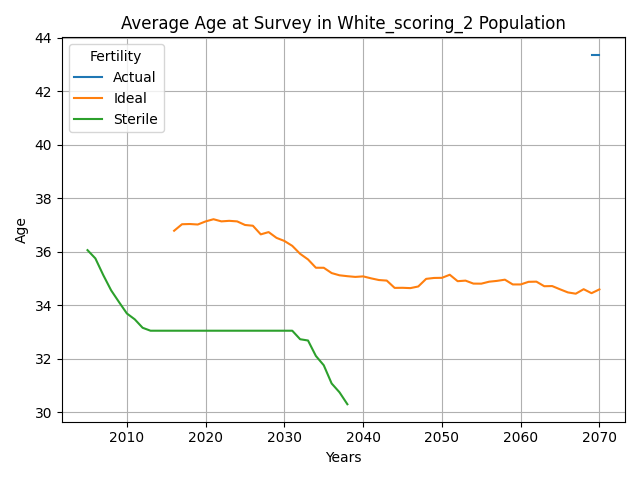 Average Age at Survey in White_scoring_2 Population
Fertility
Actual
Ideal
Sterile
44
42
40
38
36
34
32
30
Age
2010 2020 2030 2040 2050 2060 2070
Years